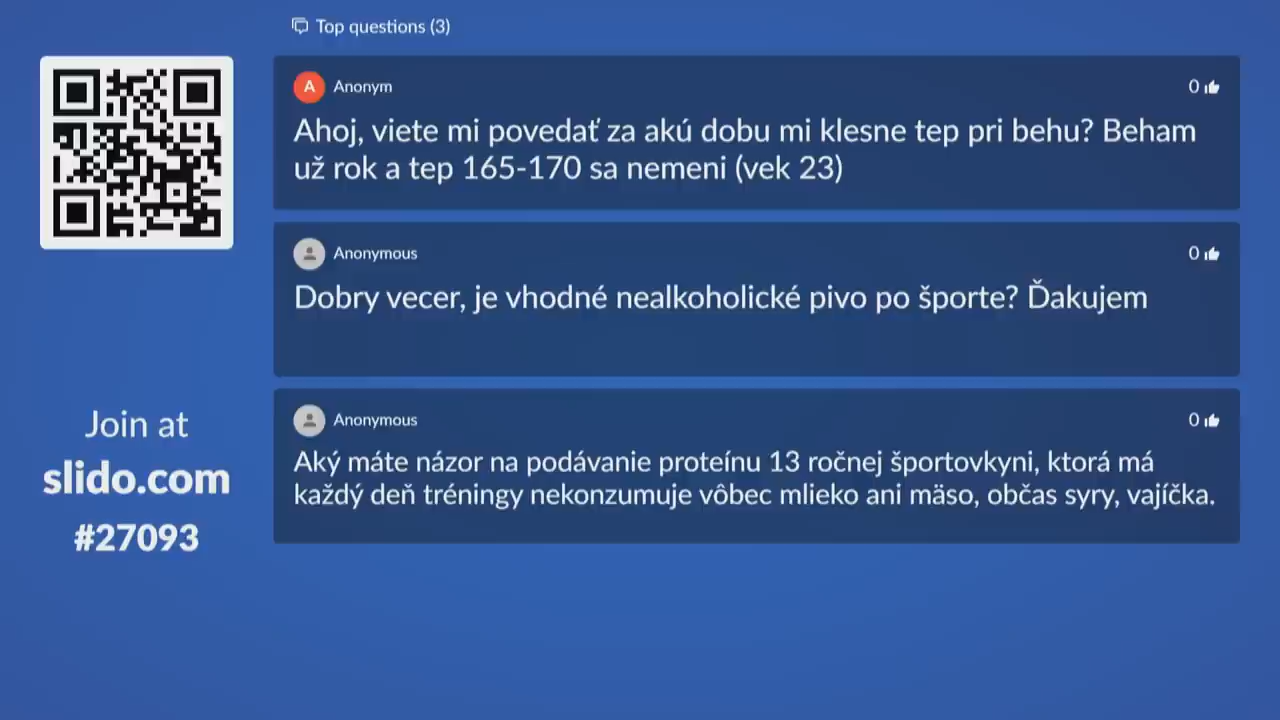 Top questions (3)
A Anonym 0
Ahoj, viete mi povedať za akú dobu mi klesne tep pri behu? Beham
už rok a tep 165-170 sa nemeni (vek 23)
Anonymous 0
Dobry vecer, je vhodné nealkoholické pivo po športe? Ďakujem
Anonymous 0
Aký máte názor na podávanie proteínu 13 ročnej športovkyni, ktorá má
každý deň tréningy nekonzumuje vôbec mlieko ani mäso, občas syry, vajíčka.
Join at
slido.com
#27093